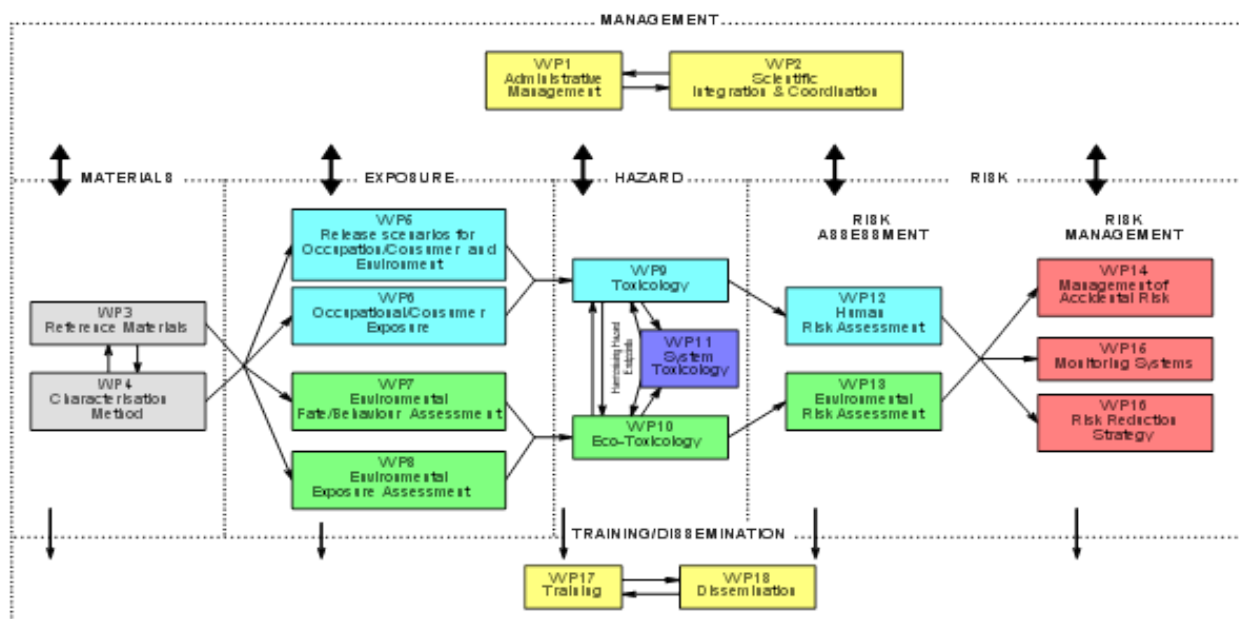 MANAGEMENT
WP1
Administrative
Management
WP2
Scientific
Integration & Coordination
MATERIALS
EXPOSURE
HAZARD
RISK
WP3
Reference Materials
WP4
Characterisation
Method
WP5
Release scenarios for
Occupation/Consumer and
Environment
WP6
Occupational/Consumer
Exposure
WP7
Environmental
Fate/Behaviour Assessment
WP8
Environmental
Exposure Assessment
WP9
Toxicology
Harmonising Hazard
Endpoints
WP11
System
Toxicology
WP10
Eco-Toxicology
RISK
ASSESSMENT
WP12
Human
Risk Assessment
WP13
Environmental
Risk Assessment
RISK
MANAGEMENT
WP14
Management of
Accidental Risk
WP15
Monitoring Systems
WP16
Risk Reduction
Strategy
TRAINING/DISSEMINATION
WP17
Training
WP18
Dissemination